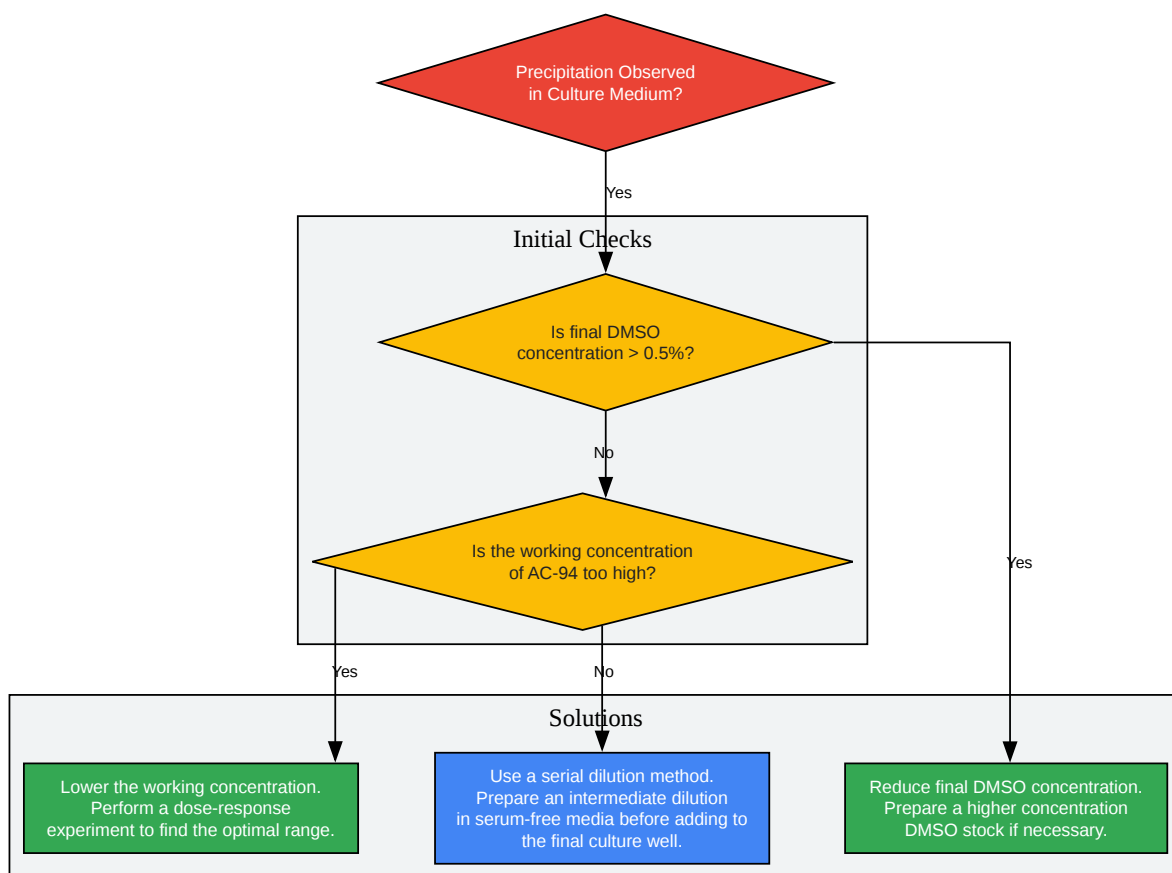 Precipitation Observed
in Culture Medium?
Yes
Initial Checks
Is final DMSO
concentration > 0.5%?
No
Is the working concentration
of AC-94 too high?
Yes
Yes
No
Solutions
Lower the working concentration.
Perform a dose-response
experiment to find the optimal range.
Use a serial dilution method.
Prepare an intermediate dilution
in serum-free media before adding to
the final culture well.
Reduce final DMSO concentration.
Prepare a higher concentration
DMSO stock if necessary.